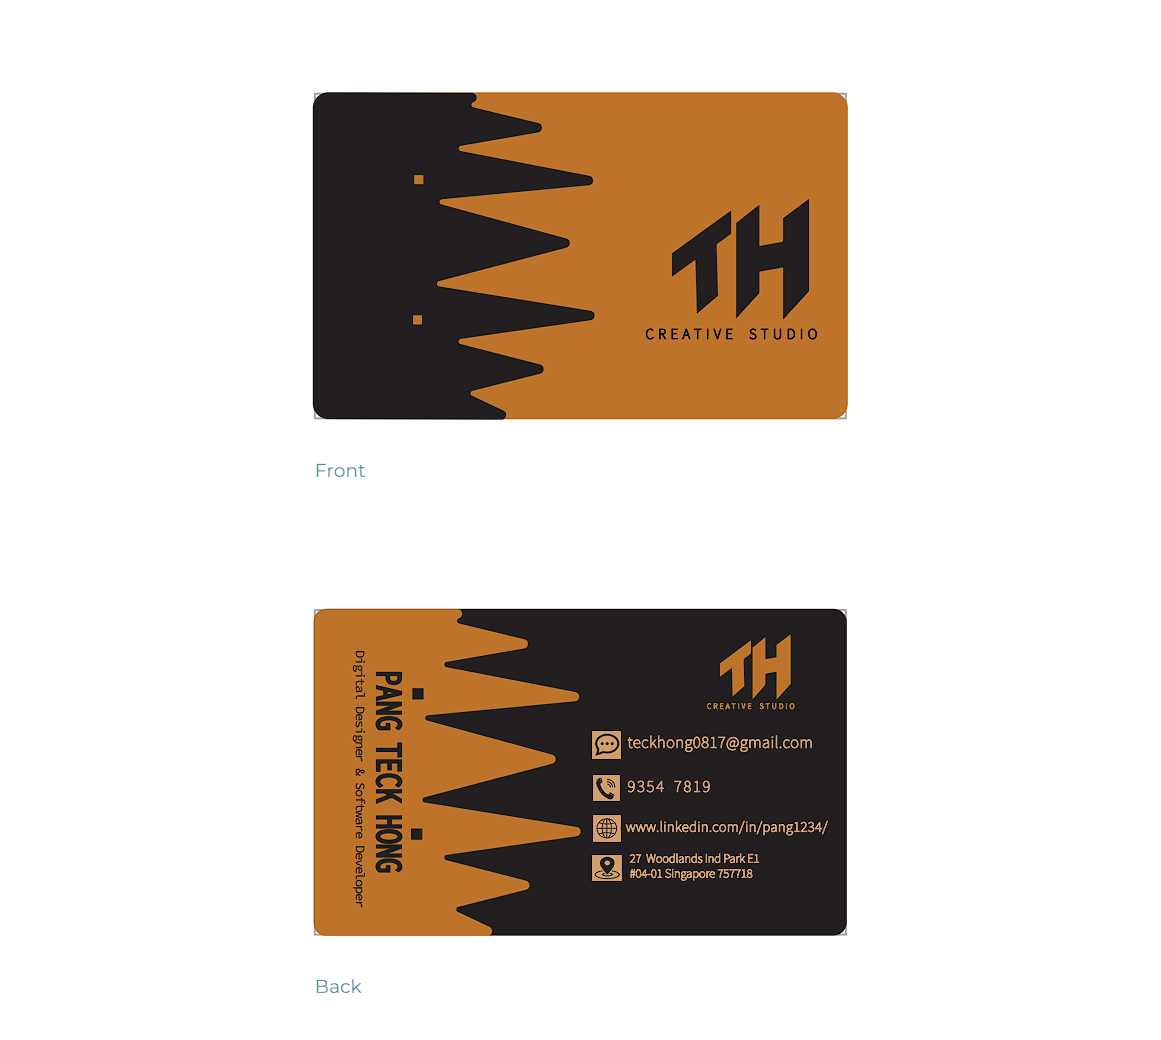 TH
CREATIVE STUDIO
Front
PANG TECK HONG
Digital Designer & Software Developer
TH
CREATIVE STUDIO
teckhong0817@gmail.com
9354 7819
www.linkedin.com/in/pang1234/
27 Woodlands Ind Park E1
#04-01 Singapore 757718
Back